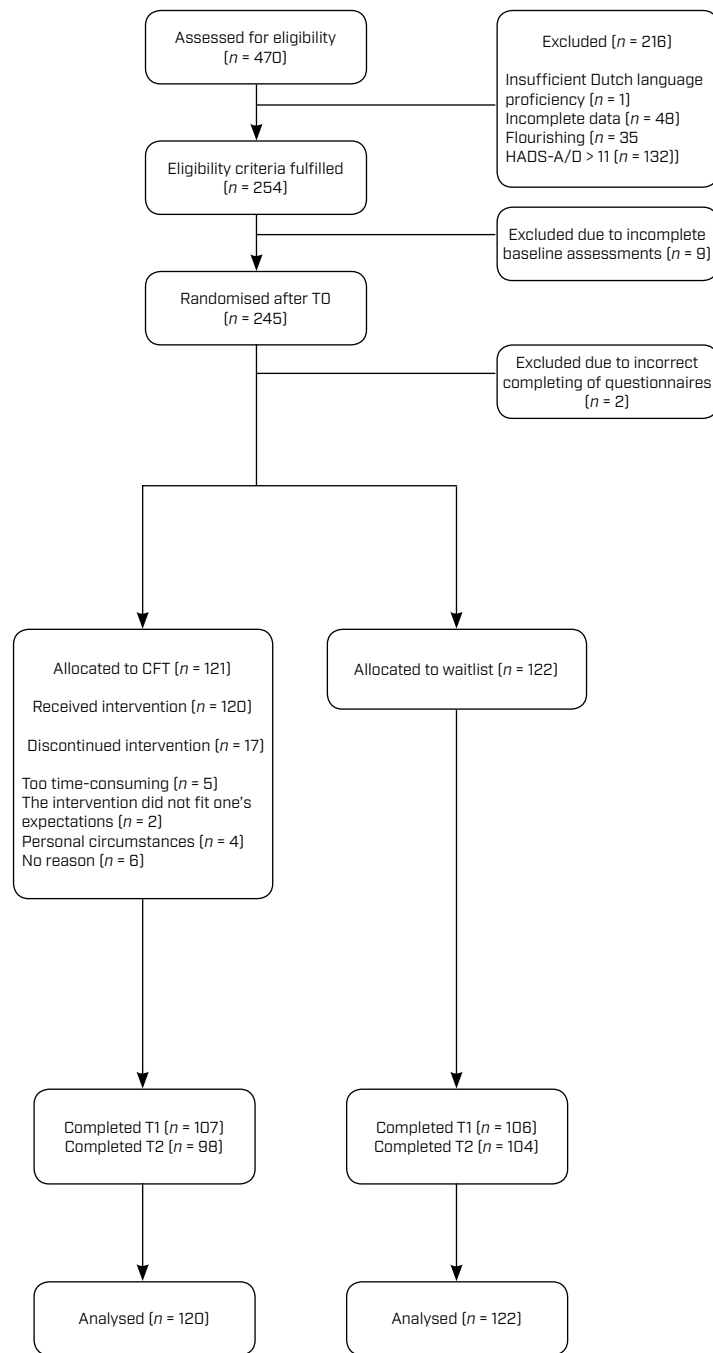 Assessed for eligibility
(n = 470)
Excluded (n = 216)
Insufficient Dutch language
proficiency (n = 1)
Incomplete data (n = 48)
Flourishing (n = 35
HADS-A/D > 11 (n = 132))
Eligibility criteria fulfilled
(n = 254)
Excluded due to incomplete
baseline assessments (n = 9)
Randomised after T0
(n = 245)
Excluded due to incorrect
completing of questionnaires
(n = 2)
Allocated to CFT (n = 121)
Received intervention (n = 120)
Discontinued intervention (n = 17)
Too time-consuming (n = 5)
The intervention did not fit one's
expectations (n = 2)
Personal circumstances (n = 4)
No reason (n = 6)
Allocated to waitlist (n = 122)
Completed T1 (n = 107)
Completed T2 (n = 98)
Completed T1 (n = 106)
Completed T2 (n = 104)
Analysed (n = 120)
Analysed (n = 122)